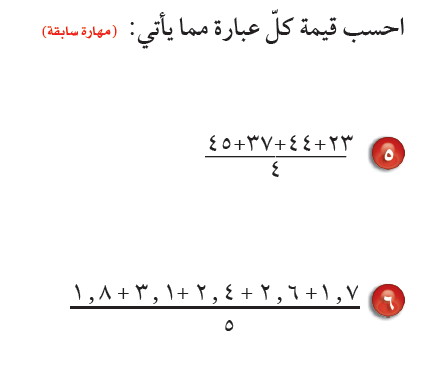 احسب قيمة كلّ عبارة مما يأتي: (مهارة سابقة)
٥ ٢٣+٤٤+٣٧+٤٥
٤
٦ ١,٧ + ٢,٦ + ٢,٤ + ٣,١ + ١,٨
٥